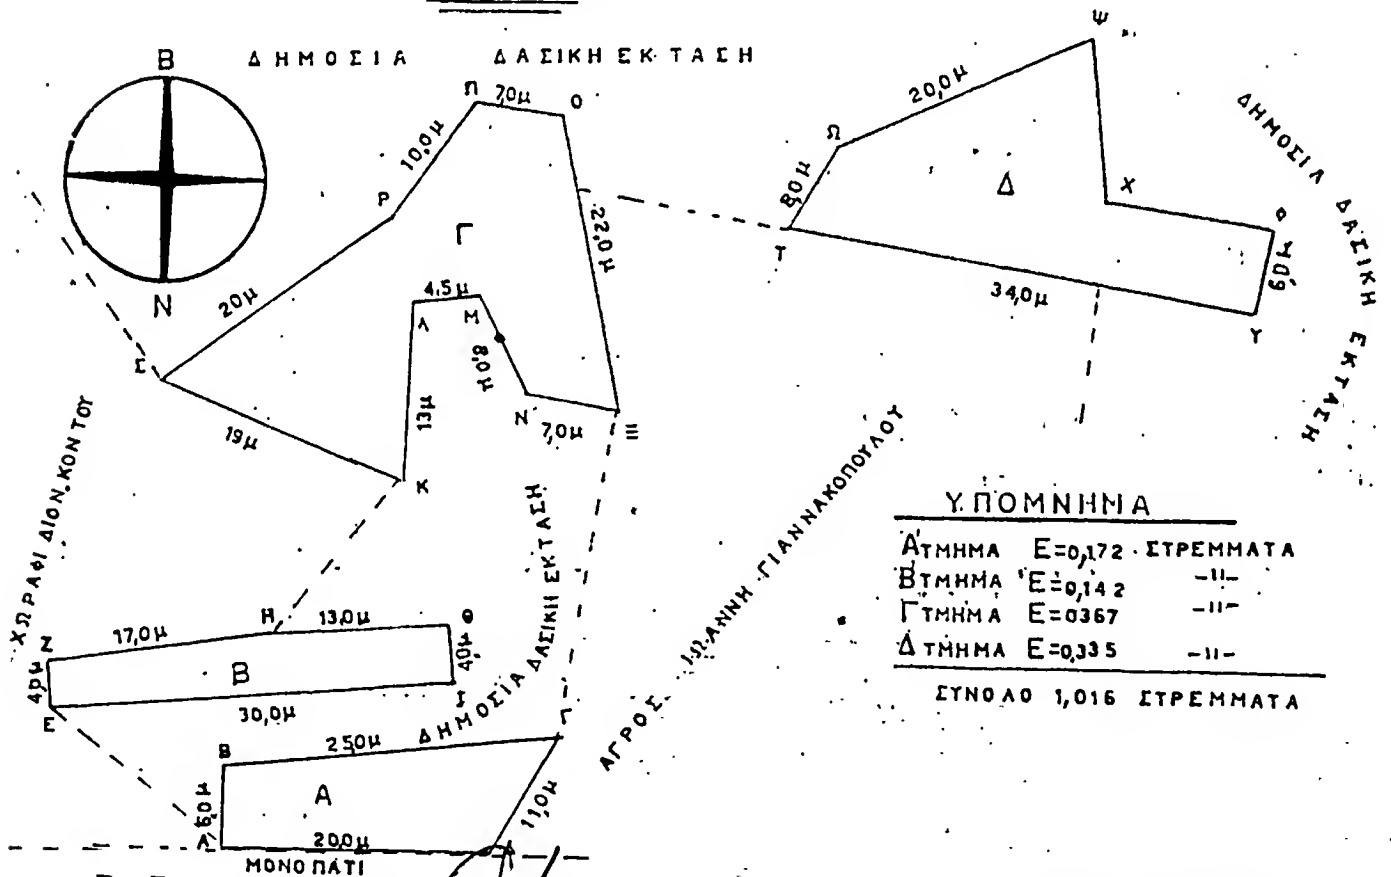 ΔΗΜΟΣΙΑ ΔΑΣΙΚΗ ΕΚΤΑΣΗ
Β
Ν
Π 7,0μ Ο
10,0μ
Ρ
Γ
22,0μ
20μ
4,5μ
Λ Μ
8,0μ
Σ
13μ
19μ
Ν
7,0μ Ξ
Κ
Ψ
20,0μ
Ω
8,0μ
Δ
Χ
Φ
6,0μ
Τ
34,0μ
Υ
ΔΗΜΟΣΙΑ ΔΑΣΙΚΗ ΕΚΤΑΣΗ
ΧΩΡΑΦΙ ΔΙΟΝ. ΚΟΝΤΟΥ
ΔΗΜΟΣΙΑ ΔΑΣΙΚΗ ΕΚΤΑΣΗ
ΑΓΡΟΣ ΙΩΑΝΝΗ ΓΙΑΝΝΑΚΟΠΟΥΛΟΥ
Ζ 17,0μ Η 13,0μ Θ
4,0μ Β 4,0μ
Ε 30,0μ Ι
Β 25,0μ Γ
6,0μ Α 11,0μ
Α 20,0μ Δ
ΜΟΝΟΠΑΤΙ
ΥΠΟΜΝΗΜΑ
Α ΤΜΗΜΑ Ε=0,172 ΣΤΡΕΜΜΑΤΑ
Β ΤΜΗΜΑ Ε=0,142 -11-
Γ ΤΜΗΜΑ Ε=0367 -11-
Δ ΤΜΗΜΑ Ε=0,335 -11-
ΣΥΝΟΛΟ 1,016 ΣΤΡΕΜΜΑΤΑ